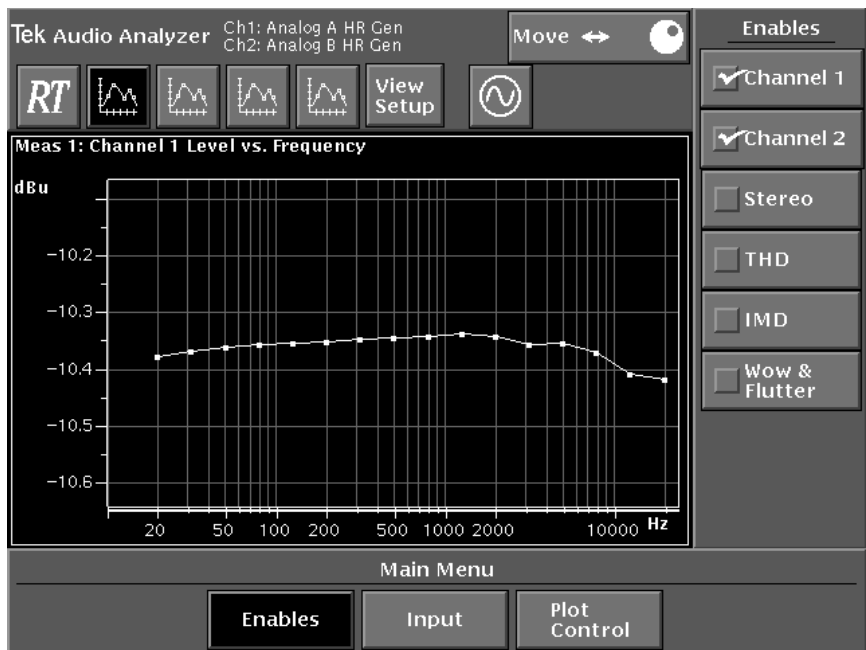 Tek Audio Analyzer
Ch1: Analog A HR Gen
Ch2: Analog B HR Gen
Move
Enables
RT
View
Setup
Channel 1
Channel 2
Stereo
THD
IMD
Wow &
Flutter
Meas 1: Channel 1 Level vs. Frequency
dBu
−10.2
−10.3
−10.4
−10.5
−10.6
20 50 100 200 500 1000 2000 10000 Hz
Main Menu
Enables
Input
Plot
Control